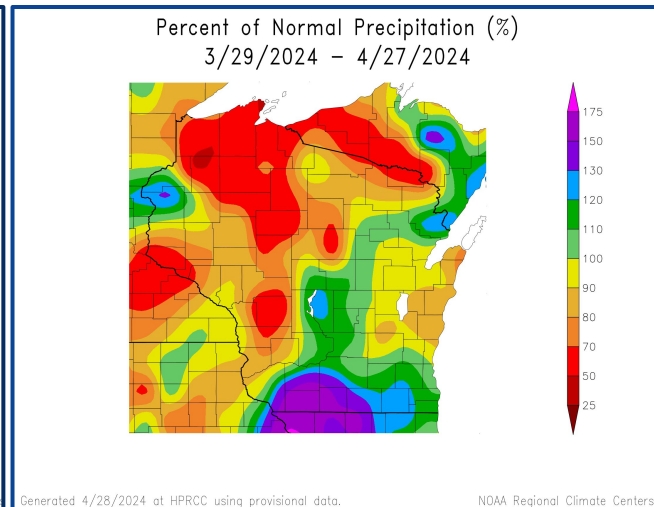 Percent of Normal Precipitation (%)
3/29/2024 – 4/27/2024
175
150
130
120
110
100
90
80
70
50
25
Generated 4/28/2024 at HPRCC using provisional data.
NOAA Regional Climate Centers